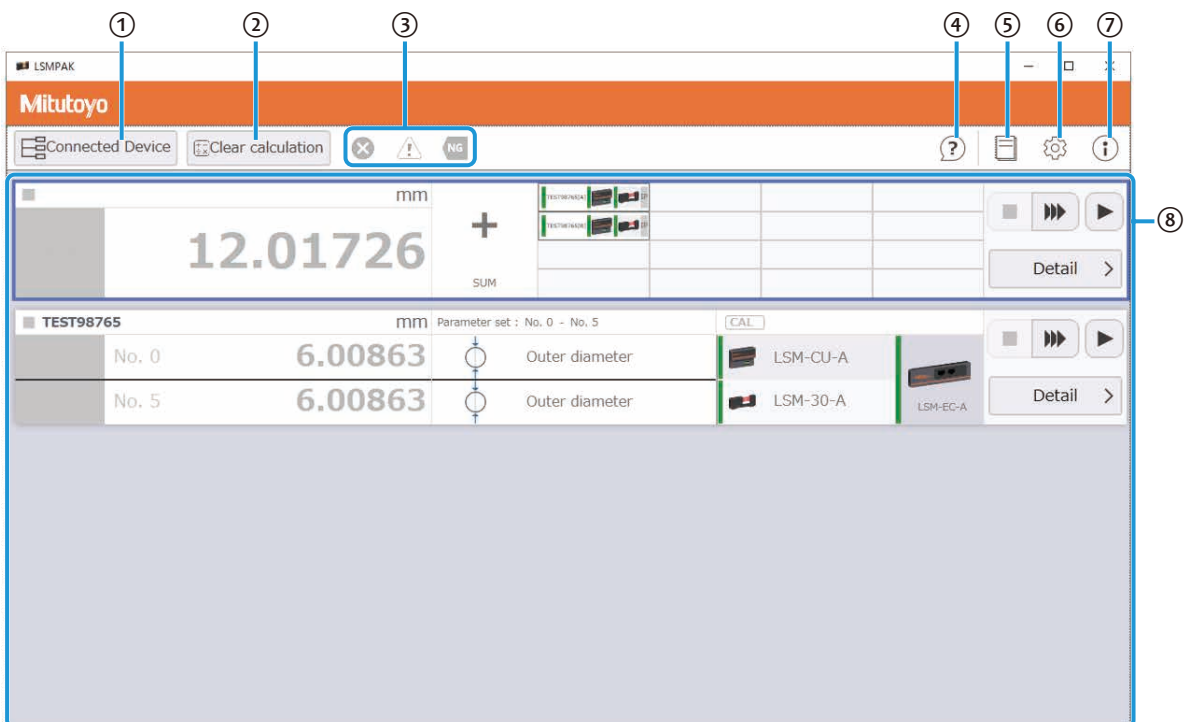 ① ② ③ ④ ⑤ ⑥ ⑦
LSMPAK
Mitutoyo
Connected Device Clear calculation NG
mm
12.01726
SUM
TEST98765[A]
TEST98765[B]
Detail
⑧
TEST98765 mm Parameter set : No. 0 - No. 5 CAL
No. 0 6.00863 Outer diameter LSM-CU-A
No. 5 6.00863 Outer diameter LSM-30-A LSM-EC-A
Detail